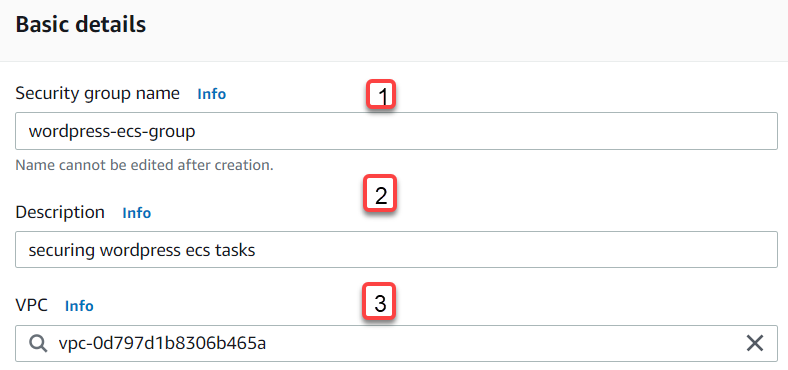 Basic details
Security group name Info 1
wordpress-ecs-group
Name cannot be edited after creation.
2
Description Info
securing wordpress ecs tasks
VPC Info 3
vpc-0d797d1b8306b465a